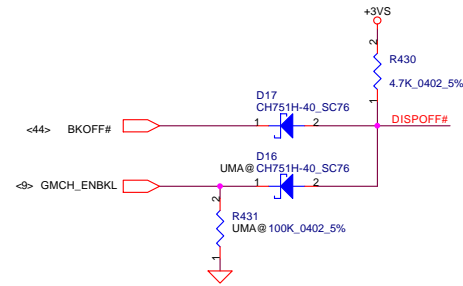 +3VS
2
R430
4.7K_0402_5%
1
D17
CH751H-40_SC76
<44> BKOFF#
1
2
DISPOFF#
D16
UMA@CH751H-40_SC76
<9> GMCH_ENBKL
1
2
2
R431
UMA@100K_0402_5%
1